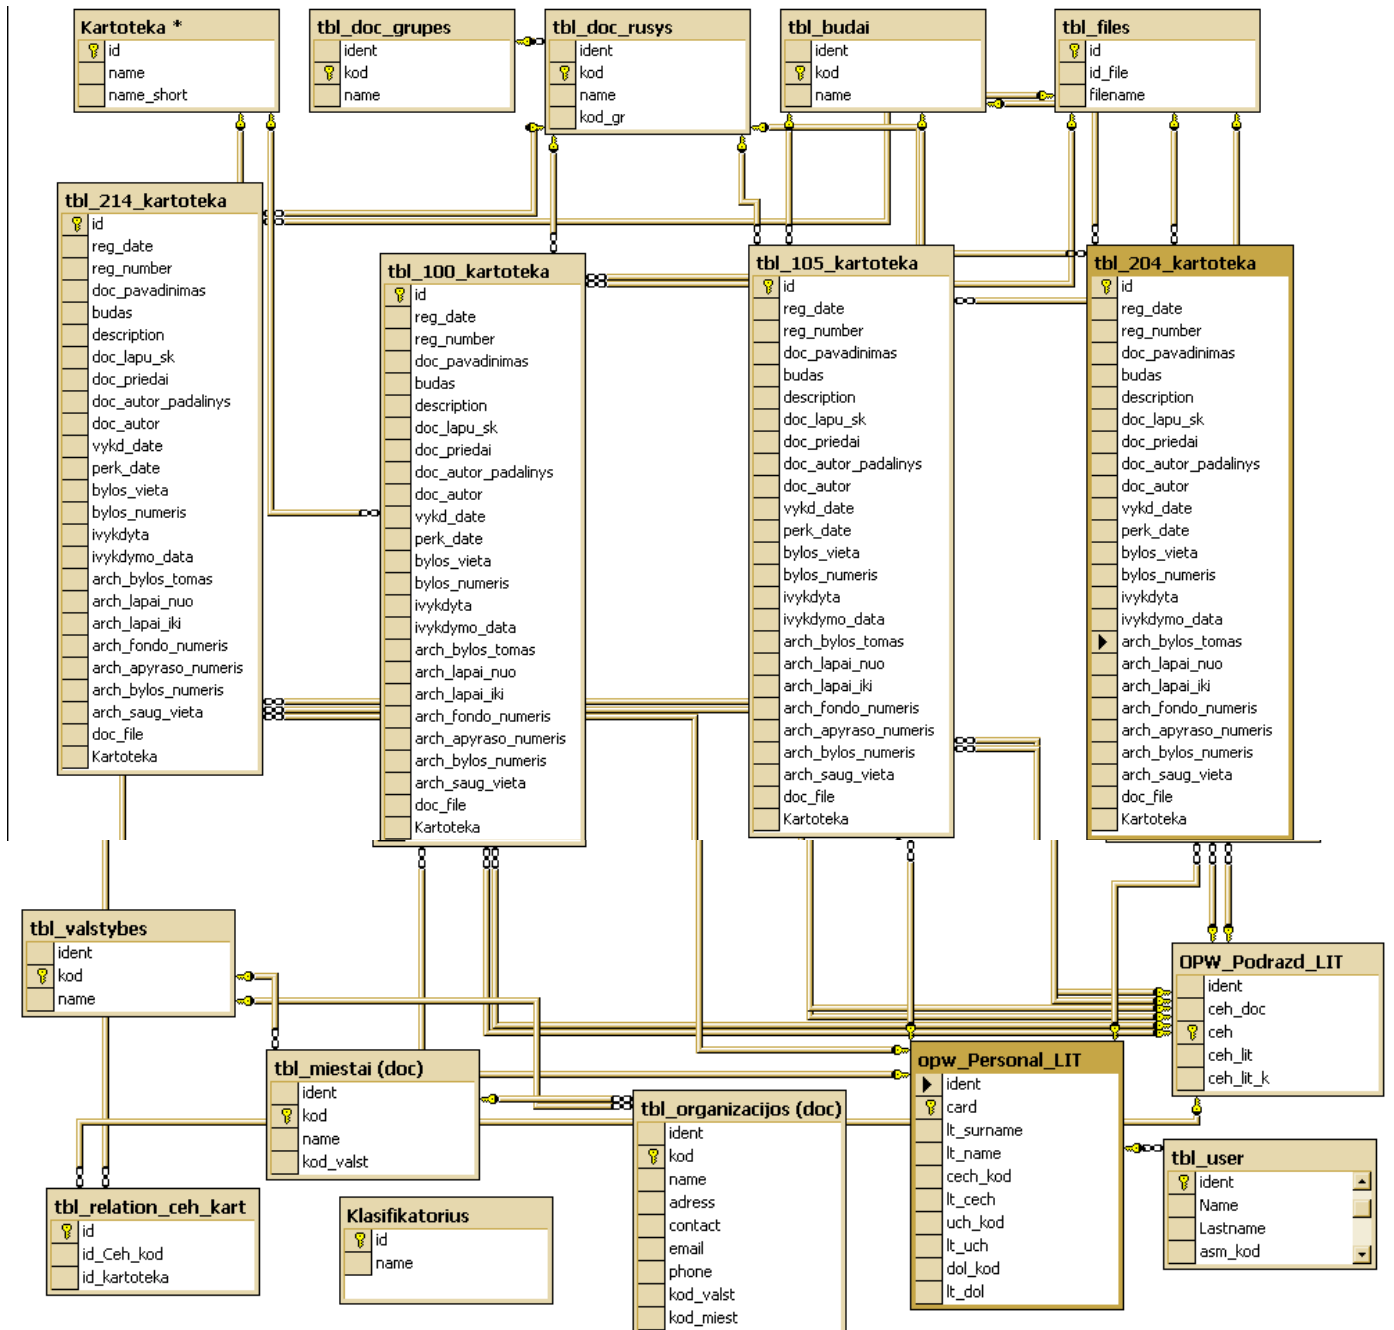 Kartoteka *
id
name
name_short
tbl_doc_grupes
ident
kod
name
tbl_doc_rusys
ident
kod
name
kod_gr
tbl_budai
ident
kod
name
tbl_files
id
id_file
filename
tbl_214_kartoteka
id
reg_date
reg_number
doc_pavadinimas
budas
description
doc_lapu_sk
doc_priedai
doc_autor_padalinys
doc_autor
vykd_date
perk_date
bylos_vieta
bylos_numeris
ivykdyta
ivykdymo_data
arch_bylos_tomas
arch_lapai_nuo
arch_lapai_iki
arch_fondo_numeris
arch_apyraso_numeris
arch_bylos_numeris
arch_saug_vieta
doc_file
Kartoteka
tbl_100_kartoteka
id
reg_date
reg_number
doc_pavadinimas
budas
description
doc_lapu_sk
doc_priedai
doc_autor_padalinys
doc_autor
vykd_date
perk_date
bylos_vieta
bylos_numeris
ivykdyta
ivykdymo_data
arch_bylos_tomas
arch_lapai_nuo
arch_lapai_iki
arch_fondo_numeris
arch_apyraso_numeris
arch_bylos_numeris
arch_saug_vieta
doc_file
Kartoteka
tbl_105_kartoteka
id
reg_date
reg_number
doc_pavadinimas
budas
description
doc_lapu_sk
doc_priedai
doc_autor_padalinys
doc_autor
vykd_date
perk_date
bylos_vieta
bylos_numeris
ivykdyta
ivykdymo_data
arch_bylos_tomas
arch_lapai_nuo
arch_lapai_iki
arch_fondo_numeris
arch_apyraso_numeris
arch_bylos_numeris
arch_saug_vieta
doc_file
Kartoteka
tbl_204_kartoteka
id
reg_date
reg_number
doc_pavadinimas
budas
description
doc_lapu_sk
doc_priedai
doc_autor_padalinys
doc_autor
vykd_date
perk_date
bylos_vieta
bylos_numeris
ivykdyta
ivykdymo_data
arch_bylos_tomas
arch_lapai_nuo
arch_lapai_iki
arch_fondo_numeris
arch_apyraso_numeris
arch_bylos_numeris
arch_saug_vieta
doc_file
Kartoteka
tbl_valstybes
ident
kod
name
tbl_miestai (doc)
ident
kod
name
kod_valst
tbl_relation_ceh_kart
id
id_Ceh_kod
id_kartoteka
Klasifikatorius
id
name
tbl_organizacijos (doc)
ident
kod
name
adress
contact
email
phone
kod_valst
kod_miest
opw_Personal_LIT
ident
card
lt_surname
lt_name
cech_kod
lt_cech
uch_kod
lt_uch
dol_kod
lt_dol
OPW_Podrazd_LIT
ident
ceh_doc
ceh
ceh_lit
ceh_lit_k
tbl_user
ident
Name
Lastname
asm_kod